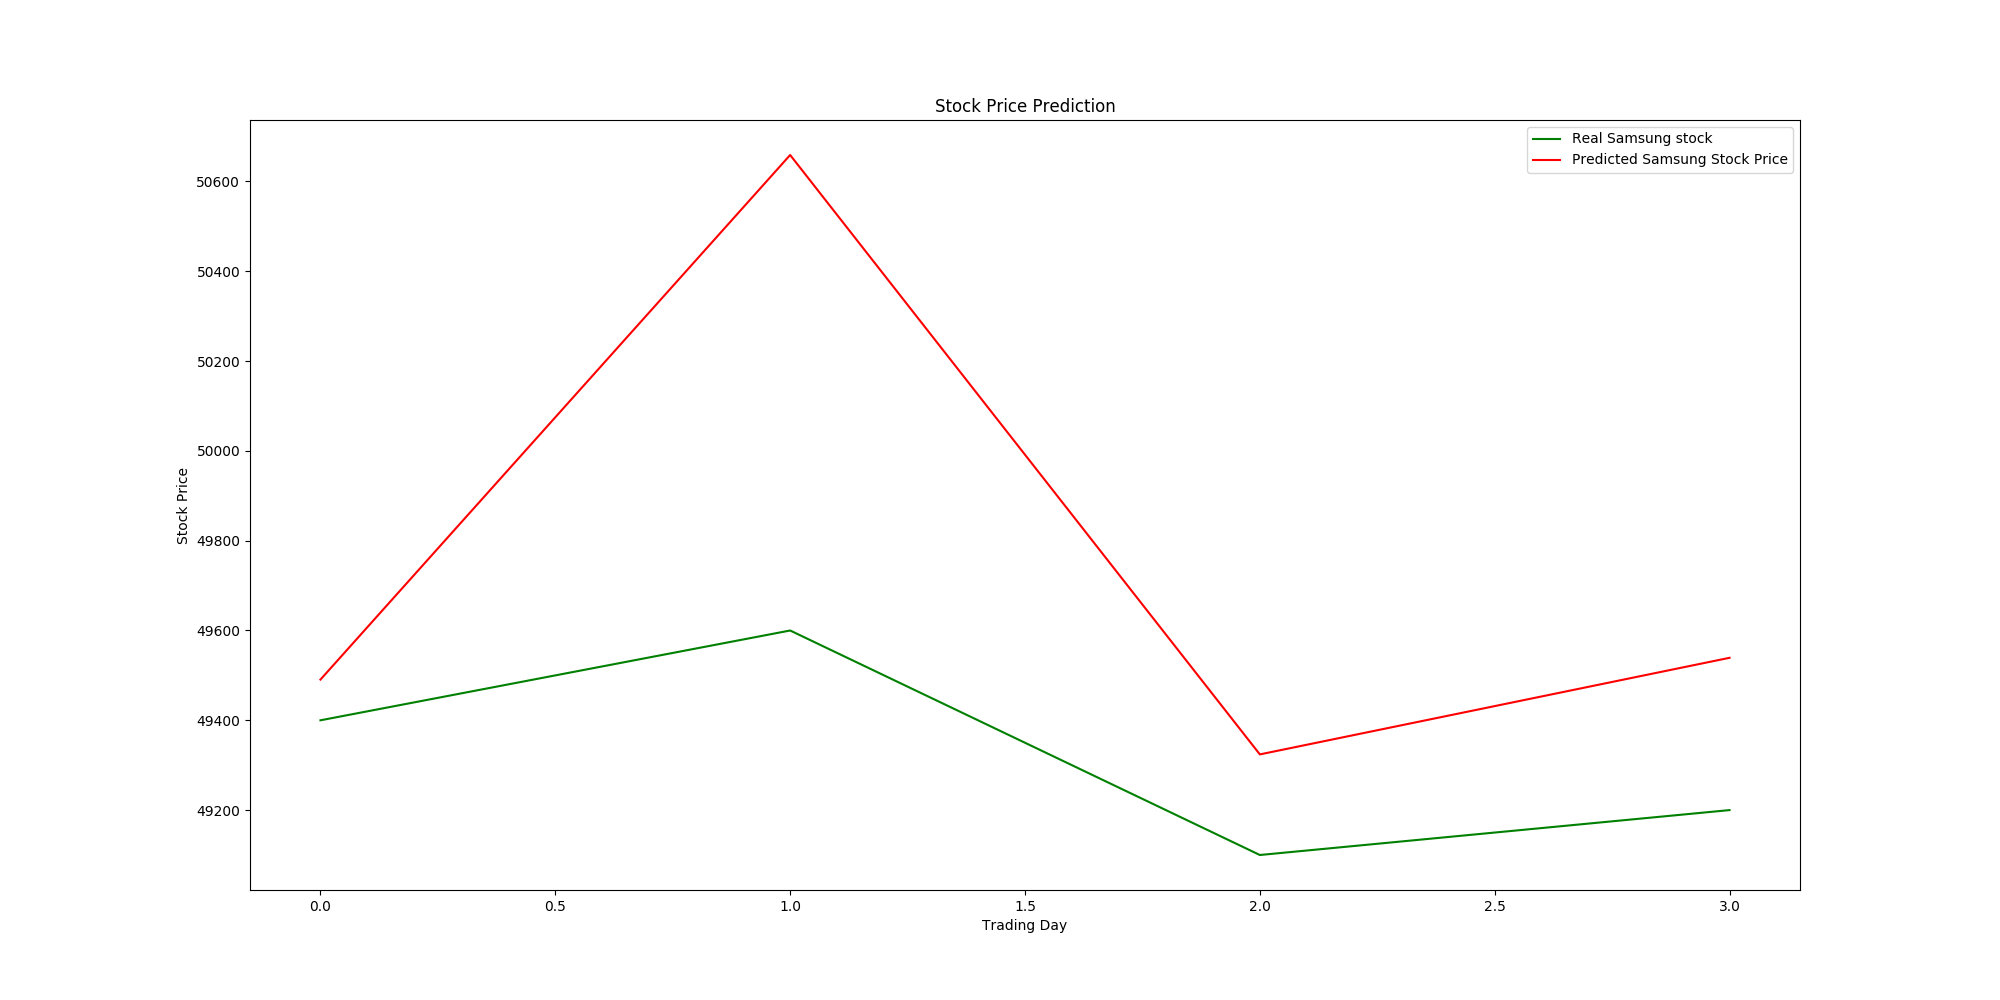 Stock Price Prediction
Real Samsung stock
Predicted Samsung Stock Price
50600
50400
50200
50000
49800
49600
49400
49200
Stock Price
0.0 0.5 1.0 1.5 2.0 2.5 3.0
Trading Day